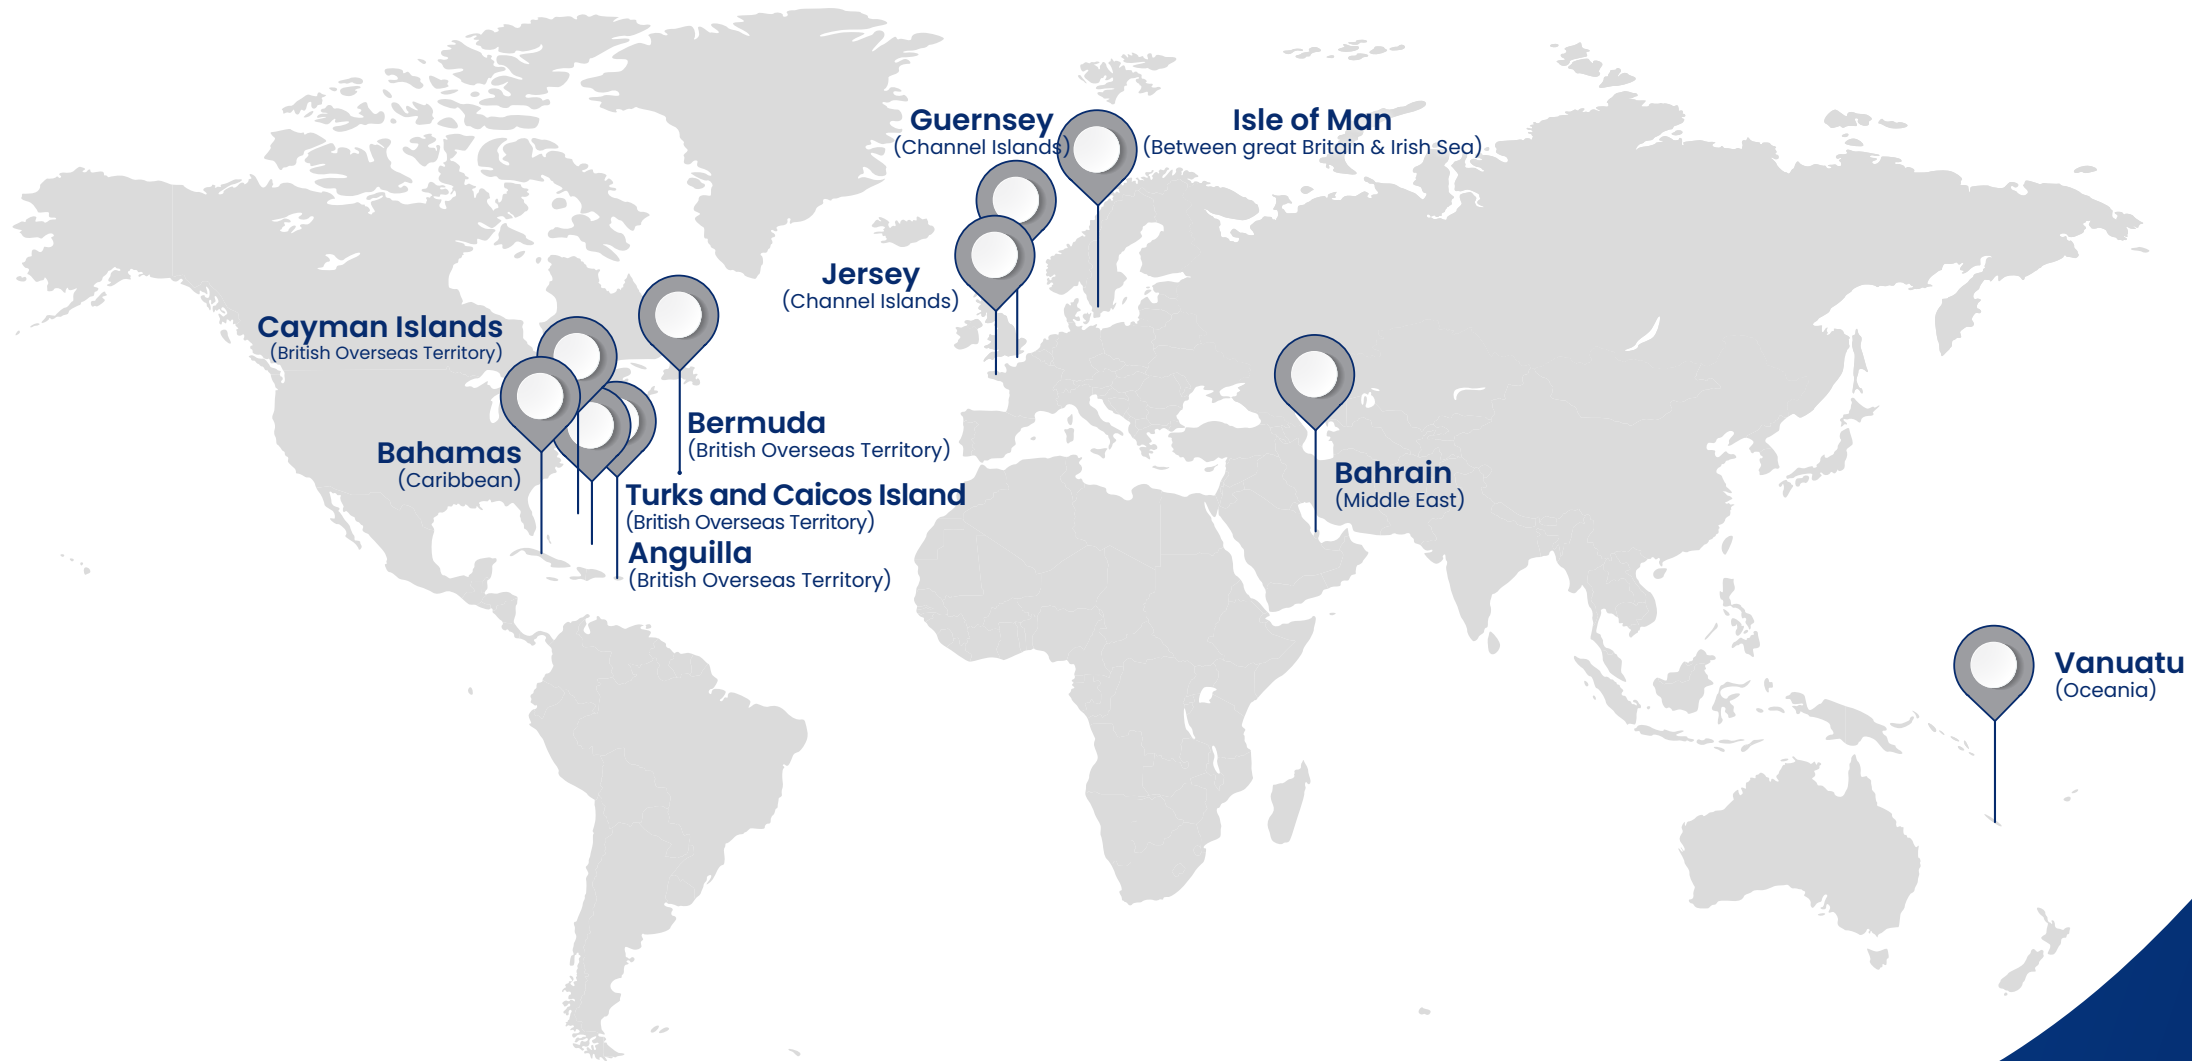 Guernsey
(Channel Islands)
Isle of Man
(Between great Britain & Irish Sea)
Jersey
(Channel Islands)
Cayman Islands
(British Overseas Territory)
Bermuda
(British Overseas Territory)
Bahamas
(Caribbean)
Turks and Caicos Island
(British Overseas Territory)
Anguilla
(British Overseas Territory)
Bahrain
(Middle East)
Vanuatu
(Oceania)